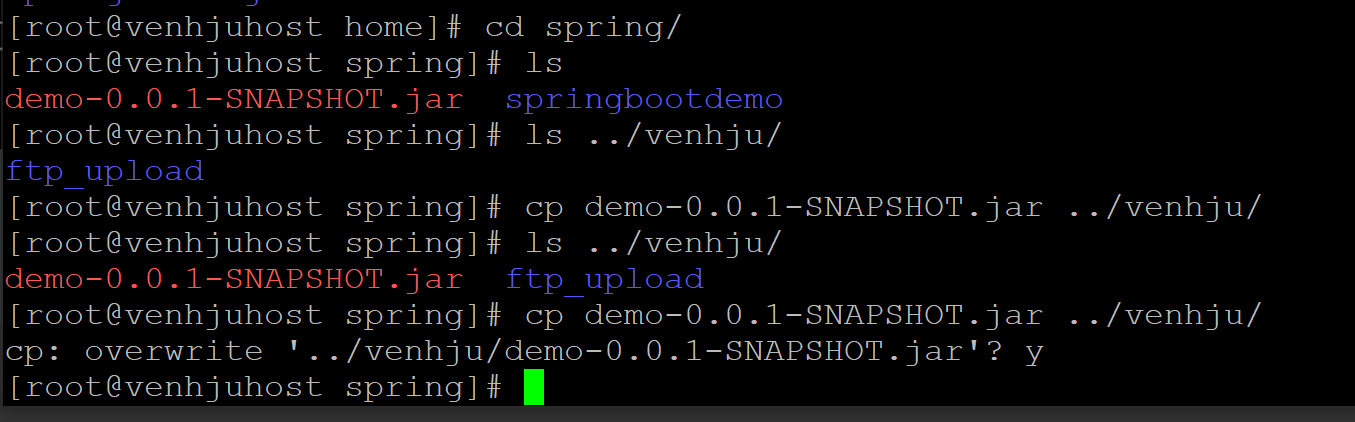 [root@venhjuhost home]# cd spring/
[root@venhjuhost spring]# ls
demo-0.0.1-SNAPSHOT.jar  springbootdemo
[root@venhjuhost spring]# ls ../venhju/
ftp_upload
[root@venhjuhost spring]# cp demo-0.0.1-SNAPSHOT.jar ../venhju/
[root@venhjuhost spring]# ls ../venhju/
demo-0.0.1-SNAPSHOT.jar  ftp_upload
[root@venhjuhost spring]# cp demo-0.0.1-SNAPSHOT.jar ../venhju/
cp: overwrite '../venhju/demo-0.0.1-SNAPSHOT.jar'? y
[root@venhjuhost spring]#